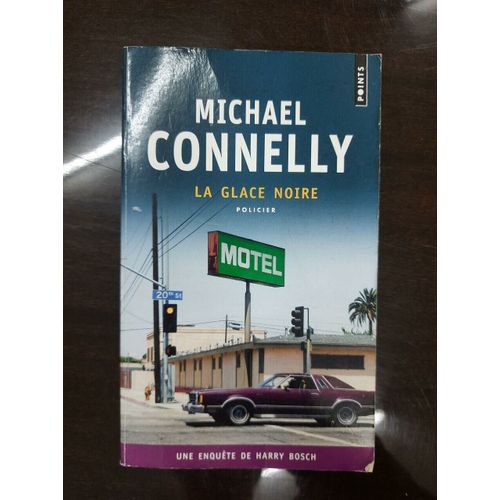 POINTS
MICHAEL
CONNELLY
LA GLACE NOIRE
POLICIER
MOTEL
20TH St
UNE ENQUÊTE DE HARRY BOSCH